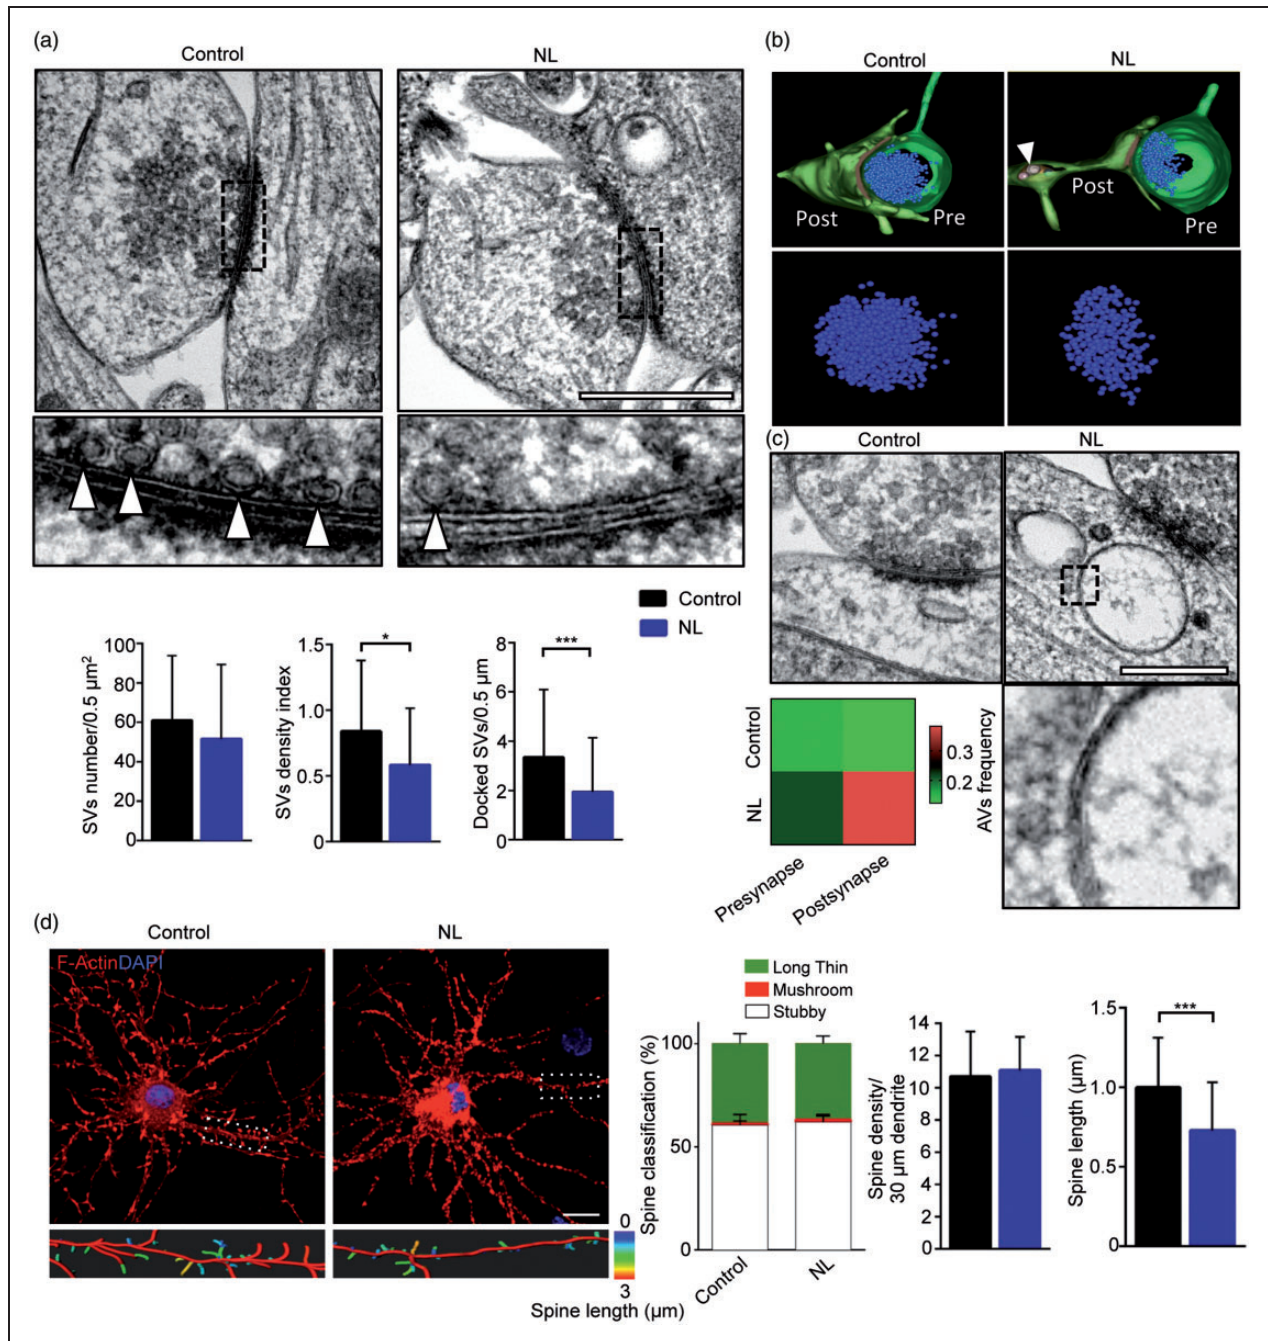 (a)
Control
NL
(b)
Control
NL
Post
Pre
Post
Pre
(c)
Control
NL
Control
NL
SVs number/0.5 µm²
100
80
60
40
20
0
SVs density index
1.5
1.0
0.5
0
*
Docked SVs/0.5 µm
8
6
4
2
0
***
Control
NL
Presynapse
Postsynapse
0.3
0.2
AVs frequency
(d)
Control
NL
F-ActinDAPI
0
3
Spine length (µm)
Long Thin
Mushroom
Stubby
Spine classification (%)
100
50
0
Control
NL
Spine density/
30 µm dendrite
14
12
10
8
6
4
2
0
Spine length (µm)
1.5
1.0
0.5
0
***